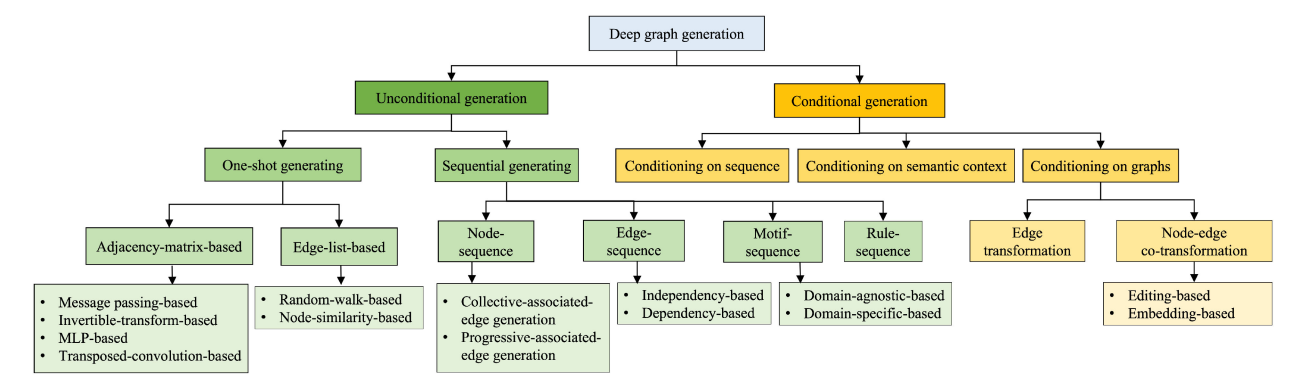 Deep graph generation
Unconditional generation
Conditional generation
One-shot generating
Sequential generating
Conditioning on sequence
Conditioning on semantic context
Conditioning on graphs
Adjacency-matrix-based
Edge-list-based
Node-
sequence
Edge-
sequence
Motif-
sequence
Rule-
sequence
Edge
transformation
Node-edge
co-transformation
• Message passing-based
• Invertible-transform-based
• MLP-based
• Transposed-convolution-based
• Random-walk-based
• Node-similarity-based
• Collective-associated-
edge generation
• Progressive-associated-
edge generation
• Independency-based
• Dependency-based
• Domain-agnostic-based
• Domain-specific-based
• Editing-based
• Embedding-based